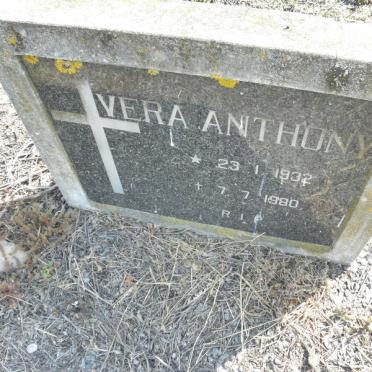 VERA ANTHONY
* 23.1.1932
+ 7.7.1980
R.I.P.